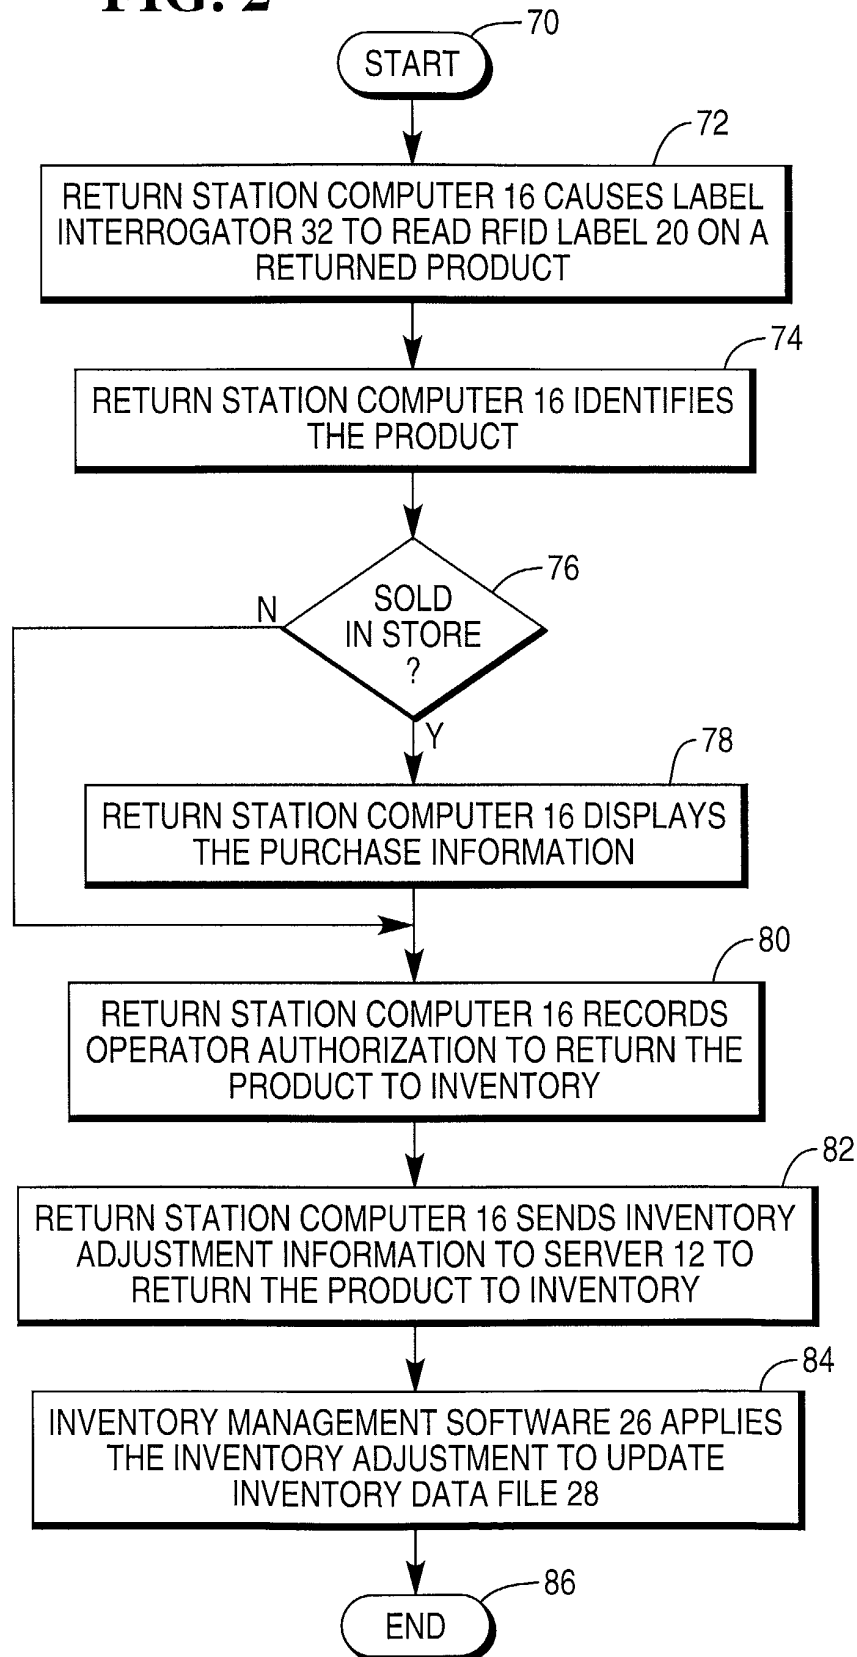 FIG. 2
70
START
72
RETURN STATION COMPUTER 16 CAUSES LABEL
INTERROGATOR 32 TO READ RFID LABEL 20 ON A
RETURNED PRODUCT
74
RETURN STATION COMPUTER 16 IDENTIFIES
THE PRODUCT
76
SOLD
IN STORE
?
N
Y
78
RETURN STATION COMPUTER 16 DISPLAYS
THE PURCHASE INFORMATION
80
RETURN STATION COMPUTER 16 RECORDS
OPERATOR AUTHORIZATION TO RETURN THE
PRODUCT TO INVENTORY
82
RETURN STATION COMPUTER 16 SENDS INVENTORY
ADJUSTMENT INFORMATION TO SERVER 12 TO
RETURN THE PRODUCT TO INVENTORY
84
INVENTORY MANAGEMENT SOFTWARE 26 APPLIES
THE INVENTORY ADJUSTMENT TO UPDATE
INVENTORY DATA FILE 28
86
END